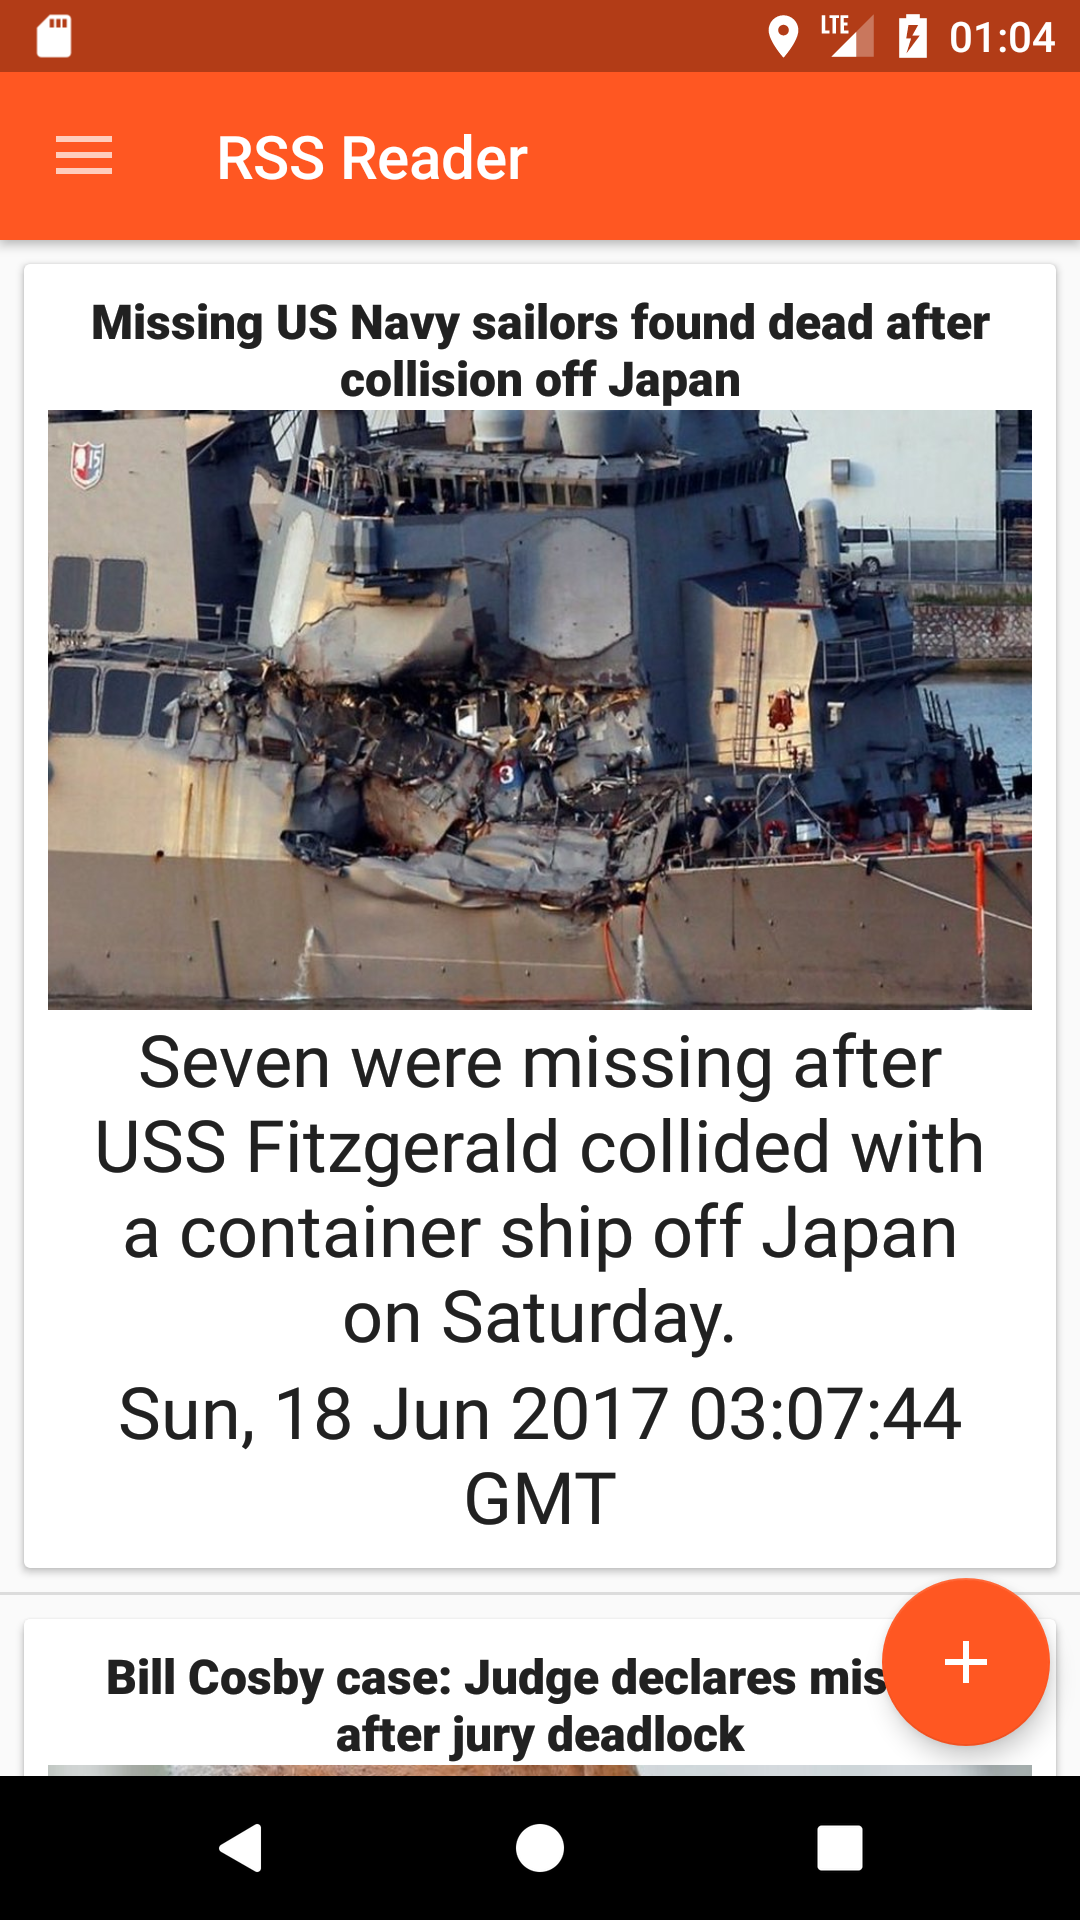 LTE 01:04
RSS Reader
Missing US Navy sailors found dead after
collision off Japan
15
3
Seven were missing after
USS Fitzgerald collided with
a container ship off Japan
on Saturday.
Sun, 18 Jun 2017 03:07:44
GMT
Bill Cosby case: Judge declares mis
after jury deadlock